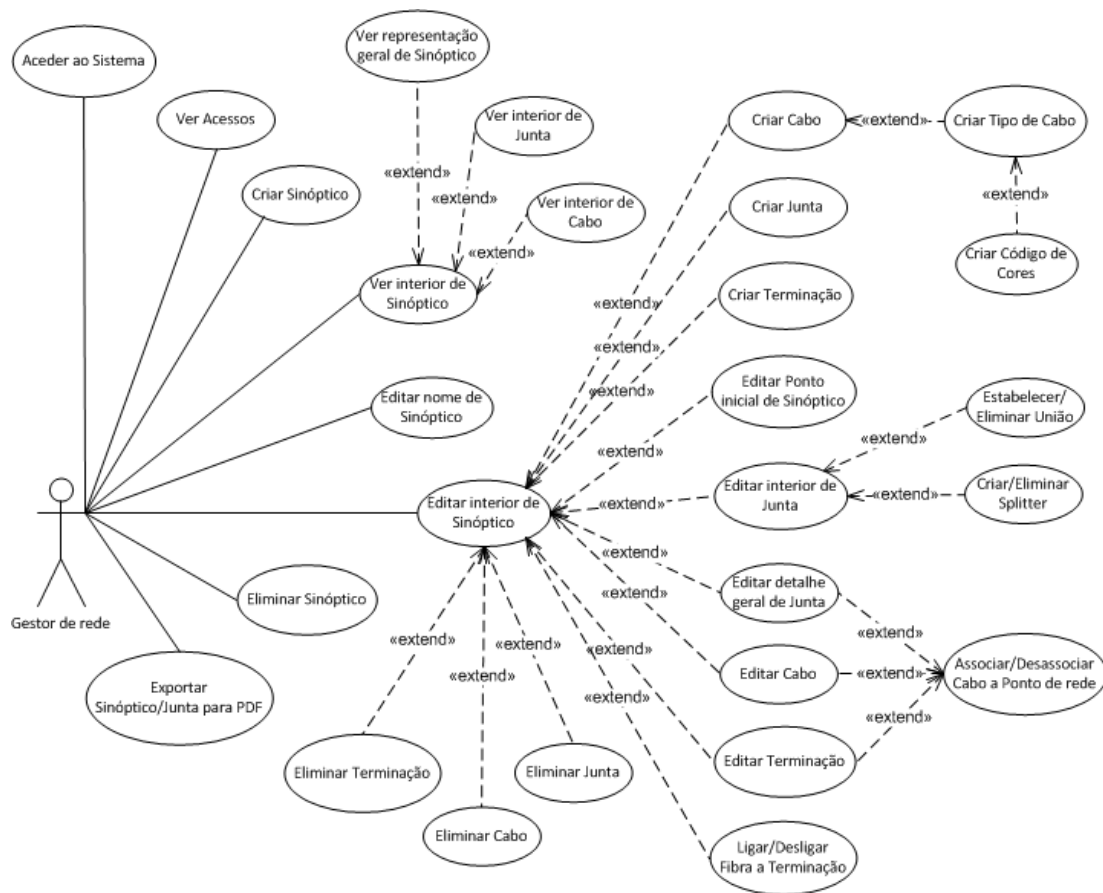 Aceder ao Sistema
Ver representação
geral de Sinóptico
Ver Acessos
Ver interior de
Junta
Criar Sinóptico
Ver interior de
Cabo
«extend»
«extend»
«extend»
Ver interior de
Sinóptico
Editar nome de
Sinóptico
Editar interior de
Sinóptico
Gestor de rede
Eliminar Sinóptico
Exportar
Sinóptico/Junta para PDF
Criar Cabo
«extend»
Criar Tipo de Cabo
«extend»
Criar Código de
Cores
Criar Junta
Criar Terminação
«extend»
«extend»
«extend»
Editar Ponto
inicial de Sinóptico
«extend»
Estabelecer/
Eliminar União
«extend»
Editar interior de
Junta
«extend»
«extend»
Criar/Eliminar
Splitter
«extend»
Editar detalhe
geral de Junta
«extend»
«extend»
Editar Cabo
«extend»
Associar/Desassociar
Cabo a Ponto de rede
«extend»
Editar Terminação
«extend»
«extend»
Ligar/Desligar
Fibra a Terminação
«extend»
«extend»
«extend»
Eliminar Terminação
Eliminar Junta
Eliminar Cabo